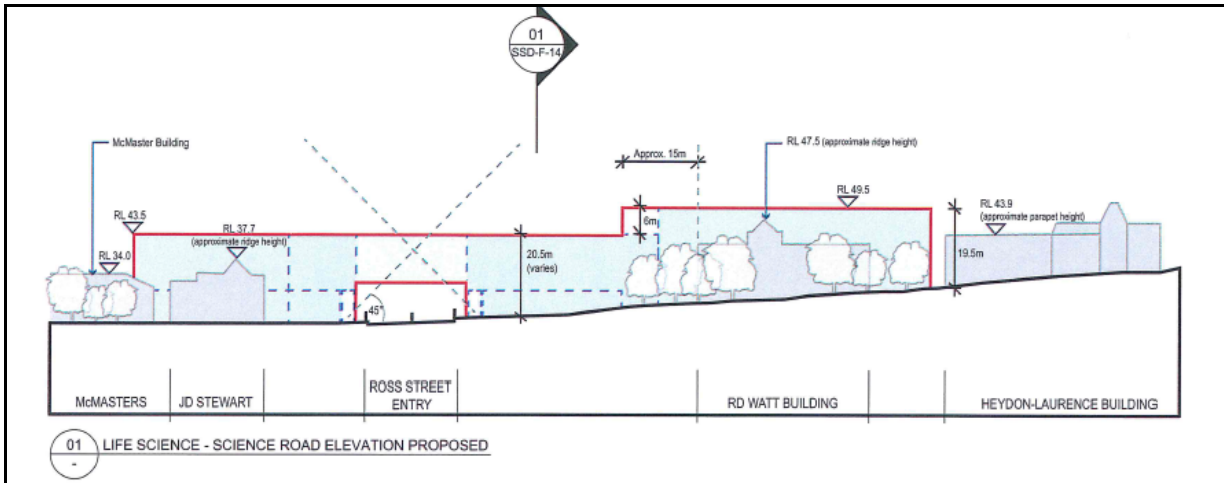 01
SSD-F-14
McMaster Building
RL 47.5 (approximate ridge height)
Approx. 15m
RL 43.5
RL 49.5
RL 43.9
(approximate parapet height)
RL 37.7
(approximate ridge height)
6m
RL 34.0
20.5m
(varies)
19.5m
45°
McMASTERS
JD STEWART
ROSS STREET
ENTRY
RD WATT BUILDING
HEYDON-LAURENCE BUILDING
01
-
LIFE SCIENCE - SCIENCE ROAD ELEVATION PROPOSED